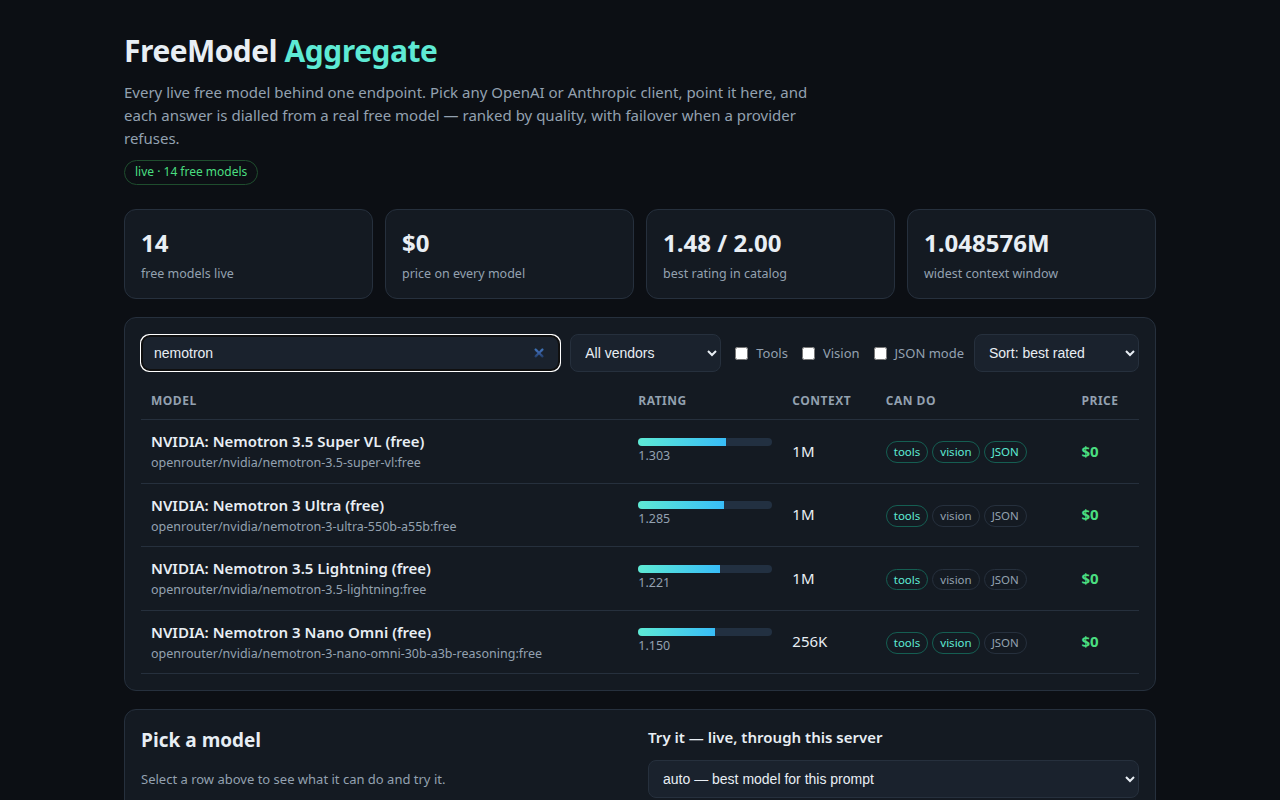 FreeModel Aggregate
Every live free model behind one endpoint. Pick any OpenAI or Anthropic client, point it here, and
each answer is dialled from a real free model — ranked by quality, with failover when a provider
refuses.
live · 14 free models
14
free models live
$0
price on every model
1.48 / 2.00
best rating in catalog
1.048576M
widest context window
nemotron
All vendors
Tools
Vision
JSON mode
Sort: best rated
MODEL RATING CONTEXT CAN DO PRICE
NVIDIA: Nemotron 3.5 Super VL (free)
openrouter/nvidia/nemotron-3.5-super-vl:free
1.303
1M
tools vision JSON
$0
NVIDIA: Nemotron 3 Ultra (free)
openrouter/nvidia/nemotron-3-ultra-550b-a55b:free
1.285
1M
tools vision JSON
$0
NVIDIA: Nemotron 3.5 Lightning (free)
openrouter/nvidia/nemotron-3.5-lightning:free
1.221
1M
tools vision JSON
$0
NVIDIA: Nemotron 3 Nano Omni (free)
openrouter/nvidia/nemotron-3-nano-omni-30b-a3b-reasoning:free
1.150
256K
tools vision JSON
$0
Pick a model
Select a row above to see what it can do and try it.
Try it — live, through this server
auto — best model for this prompt